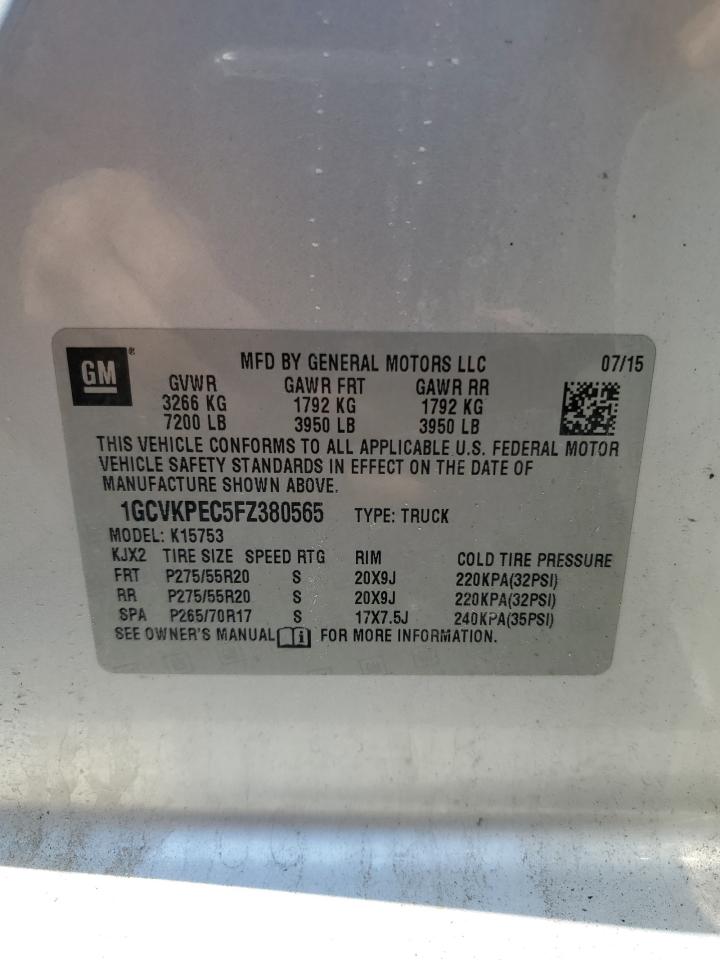 GM®
MFD BY GENERAL MOTORS LLC 07/15
GVWR GAWR FRT GAWR RR
3266 KG 1792 KG 1792 KG
7200 LB 3950 LB 3950 LB
THIS VEHICLE CONFORMS TO ALL APPLICABLE U.S. FEDERAL MOTOR
VEHICLE SAFETY STANDARDS IN EFFECT ON THE DATE OF
MANUFACTURE SHOWN ABOVE.
1GCVKPEC5FZ380565 TYPE: TRUCK
MODEL: K15753
KJX2 TIRE SIZE SPEED RTG RIM COLD TIRE PRESSURE
FRT P275/55R20 S 20X9J 220KPA(32PSI)
RR P275/55R20 S 20X9J 220KPA(32PSI)
SPA P265/70R17 S 17X7.5J 240KPA(35PSI)
SEE OWNER'S MANUAL i FOR MORE INFORMATION.